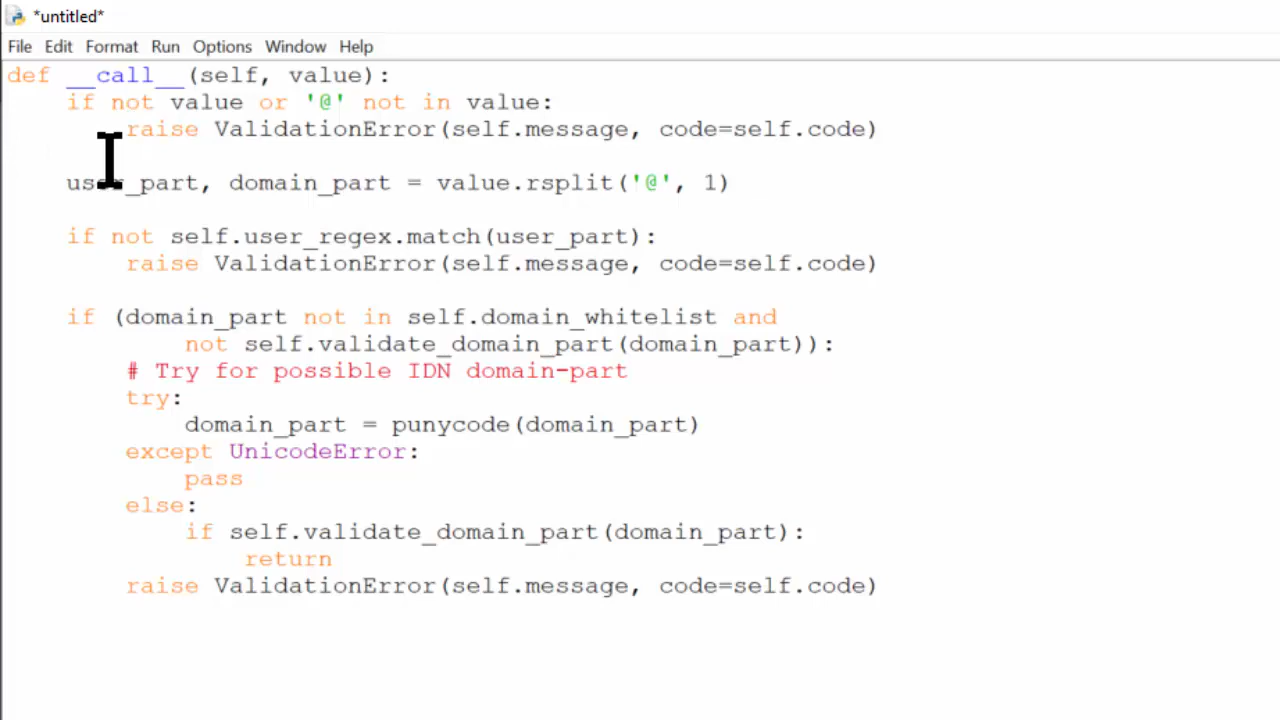 *untitled*
File Edit Format Run Options Window Help
def __call__(self, value):
    if not value or '@' not in value:
        raise ValidationError(self.message, code=self.code)
    user_part, domain_part = value.rsplit('@', 1)
    if not self.user_regex.match(user_part):
        raise ValidationError(self.message, code=self.code)
    if (domain_part not in self.domain_whitelist and
            not self.validate_domain_part(domain_part)):
        # Try for possible IDN domain-part
        try:
            domain_part = punycode(domain_part)
        except UnicodeError:
            pass
        else:
            if self.validate_domain_part(domain_part):
                return
        raise ValidationError(self.message, code=self.code)